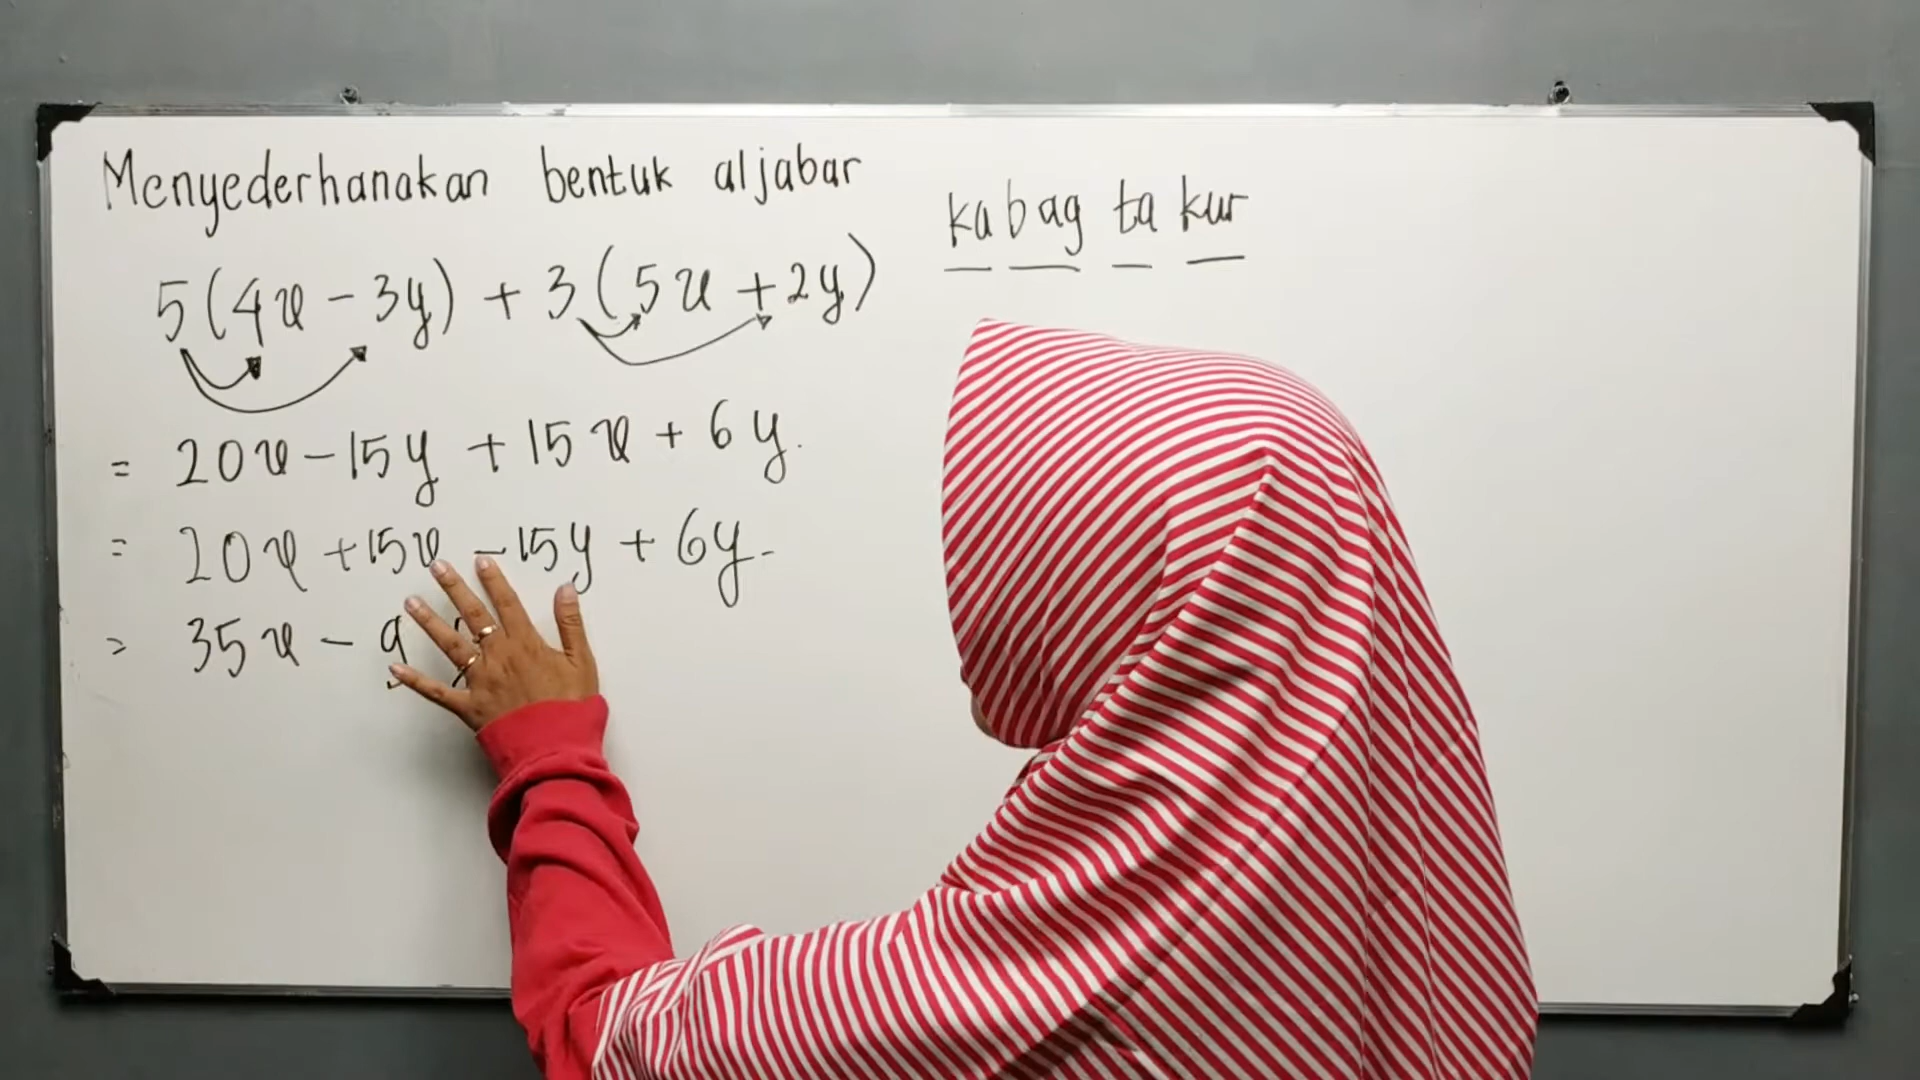 Menyederhanakan bentuk aljabar
kabag ta kur
5(4x - 3y) + 3(5x + 2y)
= 20x - 15y + 15x + 6y.
= 20x + 15x - 15y + 6y.
= 35x - 9